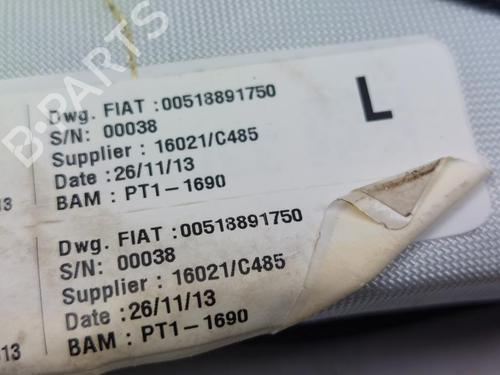 Dwg. FIAT :00518891750
S/N: 00038
Supplier : 16021/C485
Date : 26/11/13
BAM: PT1-1690
L
Dwg. FIAT :00518891750
S/N: 00038
Supplier : 16021/C485
Date :26/11/13
BAM : PT1-1690
13
013
B-PARTS